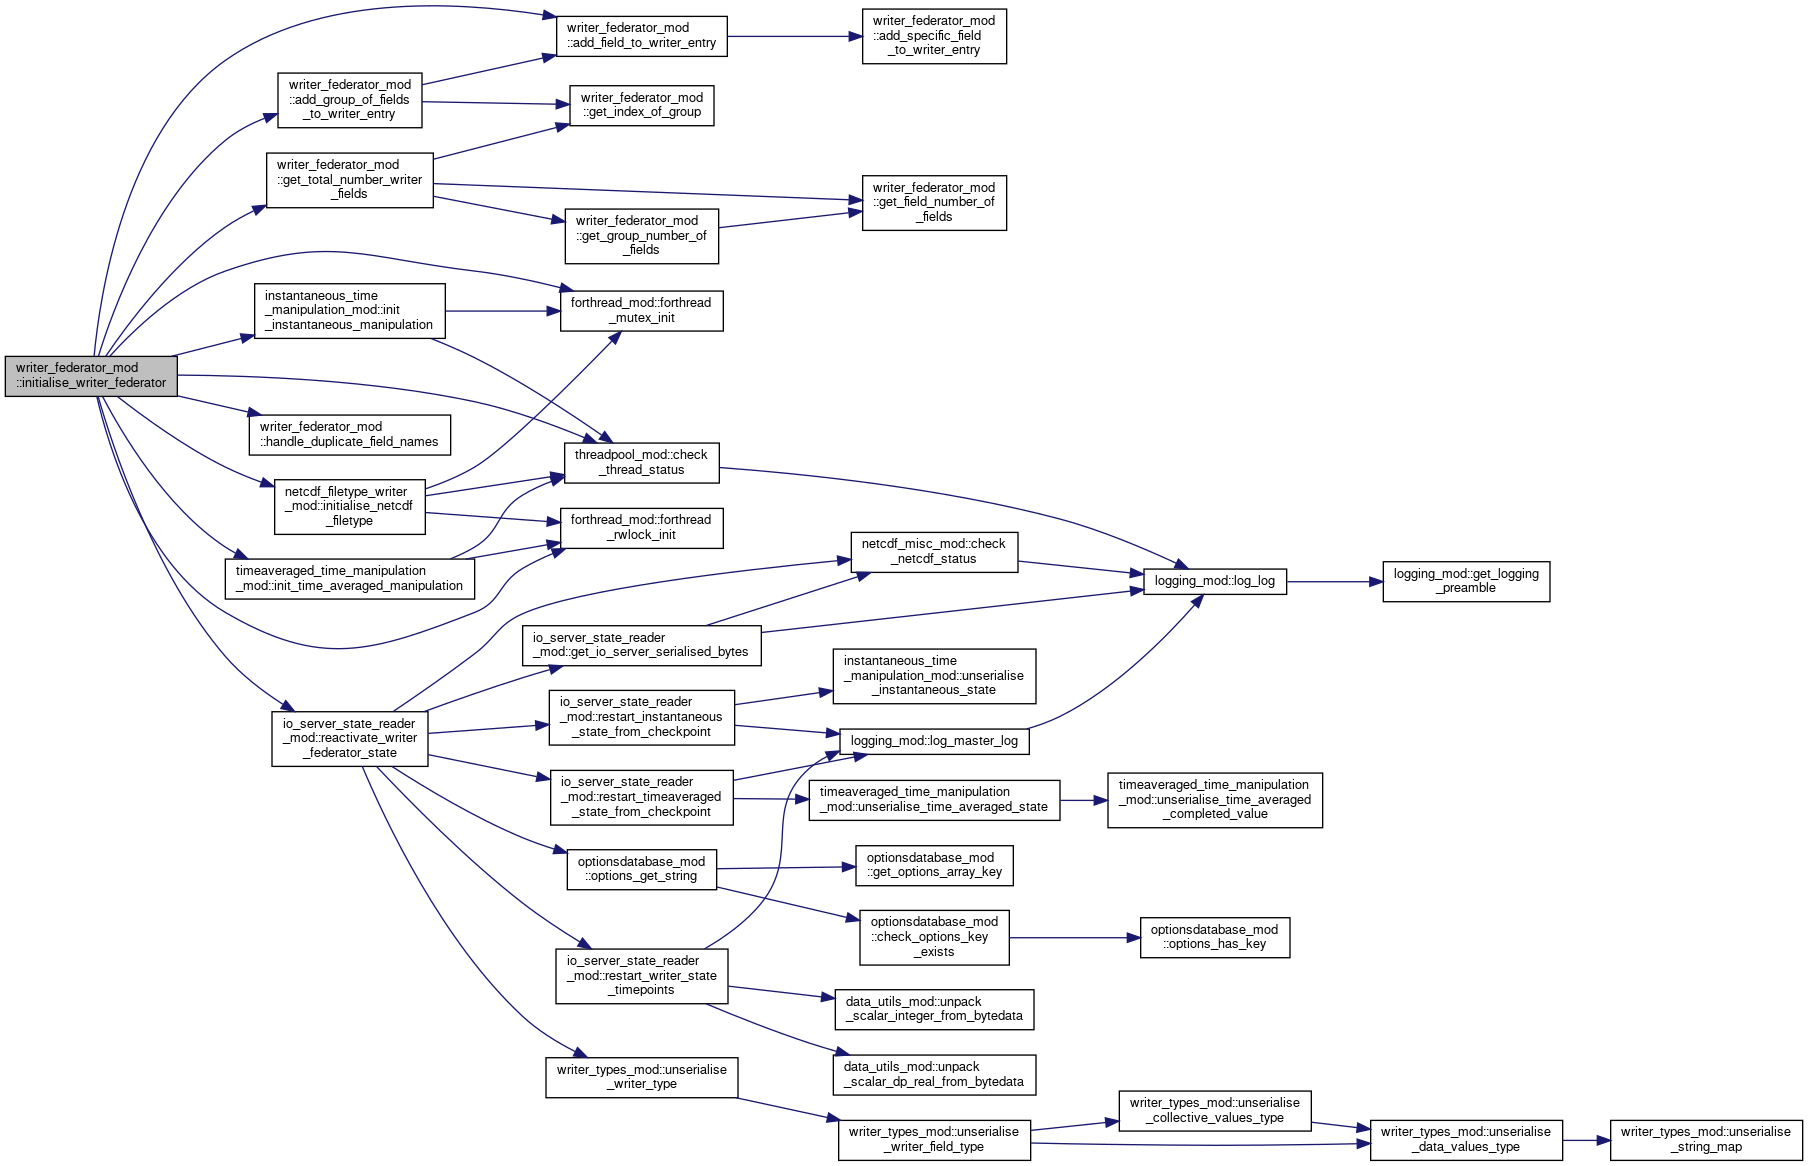 writer_federator_mod
::add_field_to_writer_entry
writer_federator_mod
::add_specific_field
_to_writer_entry
writer_federator_mod
::add_group_of_fields
_to_writer_entry
writer_federator_mod
::get_index_of_group
writer_federator_mod
::get_total_number_writer
_fields
writer_federator_mod
::get_field_number_of
_fields
writer_federator_mod
::get_group_number_of
_fields
instantaneous_time
_manipulation_mod::init
_instantaneous_manipulation
forthread_mod::forthread
_mutex_init
writer_federator_mod
::initialise_writer_federator
writer_federator_mod
::handle_duplicate_field_names
threadpool_mod::check
_thread_status
netcdf_filetype_writer
_mod::initialise_netcdf
_filetype
forthread_mod::forthread
_rwlock_init
timeaveraged_time_manipulation
_mod::init_time_averaged_manipulation
netcdf_misc_mod::check
_netcdf_status
logging_mod::log_log
logging_mod::get_logging
_preamble
io_server_state_reader
_mod::get_io_server_serialised_bytes
instantaneous_time
_manipulation_mod::unserialise
_instantaneous_state
io_server_state_reader
_mod::restart_instantaneous
_state_from_checkpoint
io_server_state_reader
_mod::reactivate_writer
_federator_state
logging_mod::log_master_log
io_server_state_reader
_mod::restart_timeaveraged
_state_from_checkpoint
timeaveraged_time_manipulation
_mod::unserialise_time_averaged_state
timeaveraged_time_manipulation
_mod::unserialise_time_averaged
_completed_value
optionsdatabase_mod
::options_get_string
optionsdatabase_mod
::get_options_array_key
optionsdatabase_mod
::check_options_key
_exists
optionsdatabase_mod
::options_has_key
io_server_state_reader
_mod::restart_writer_state
_timepoints
data_utils_mod::unpack
_scalar_integer_from_bytedata
data_utils_mod::unpack
_scalar_dp_real_from_bytedata
writer_types_mod::unserialise
_writer_type
writer_types_mod::unserialise
_writer_field_type
writer_types_mod::unserialise
_collective_values_type
writer_types_mod::unserialise
_data_values_type
writer_types_mod::unserialise
_string_map